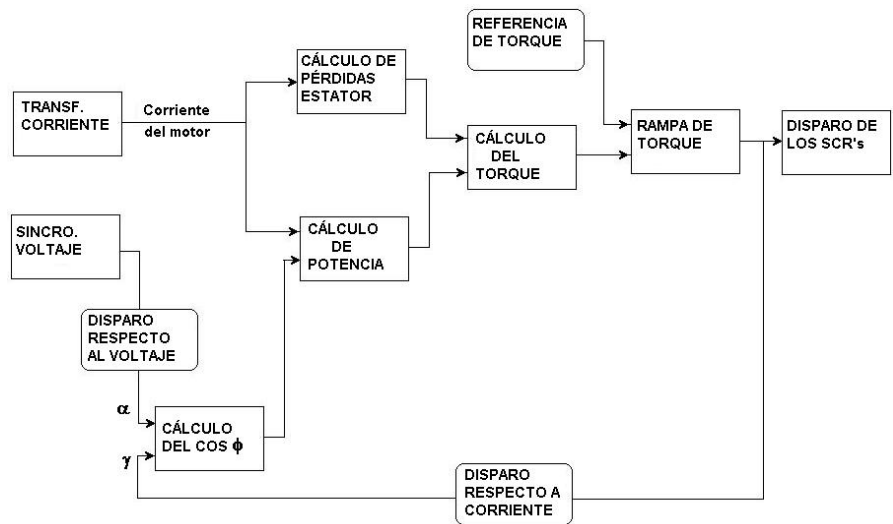 REFERENCIA
DE TORQUE
CÁLCULO DE
PÉRDIDAS
ESTATOR
TRANSF.
CORRIENTE
Corriente
del motor
CÁLCULO
DEL
TORQUE
RAMPA DE
TORQUE
DISPARO DE
LOS SCR's
SINCRO.
VOLTAJE
CÁLCULO
DE
POTENCIA
DISPARO
RESPECTO
AL VOLTAJE
α
γ
CÁLCULO
DEL COS ϕ
DISPARO
RESPECTO A
CORRIENTE